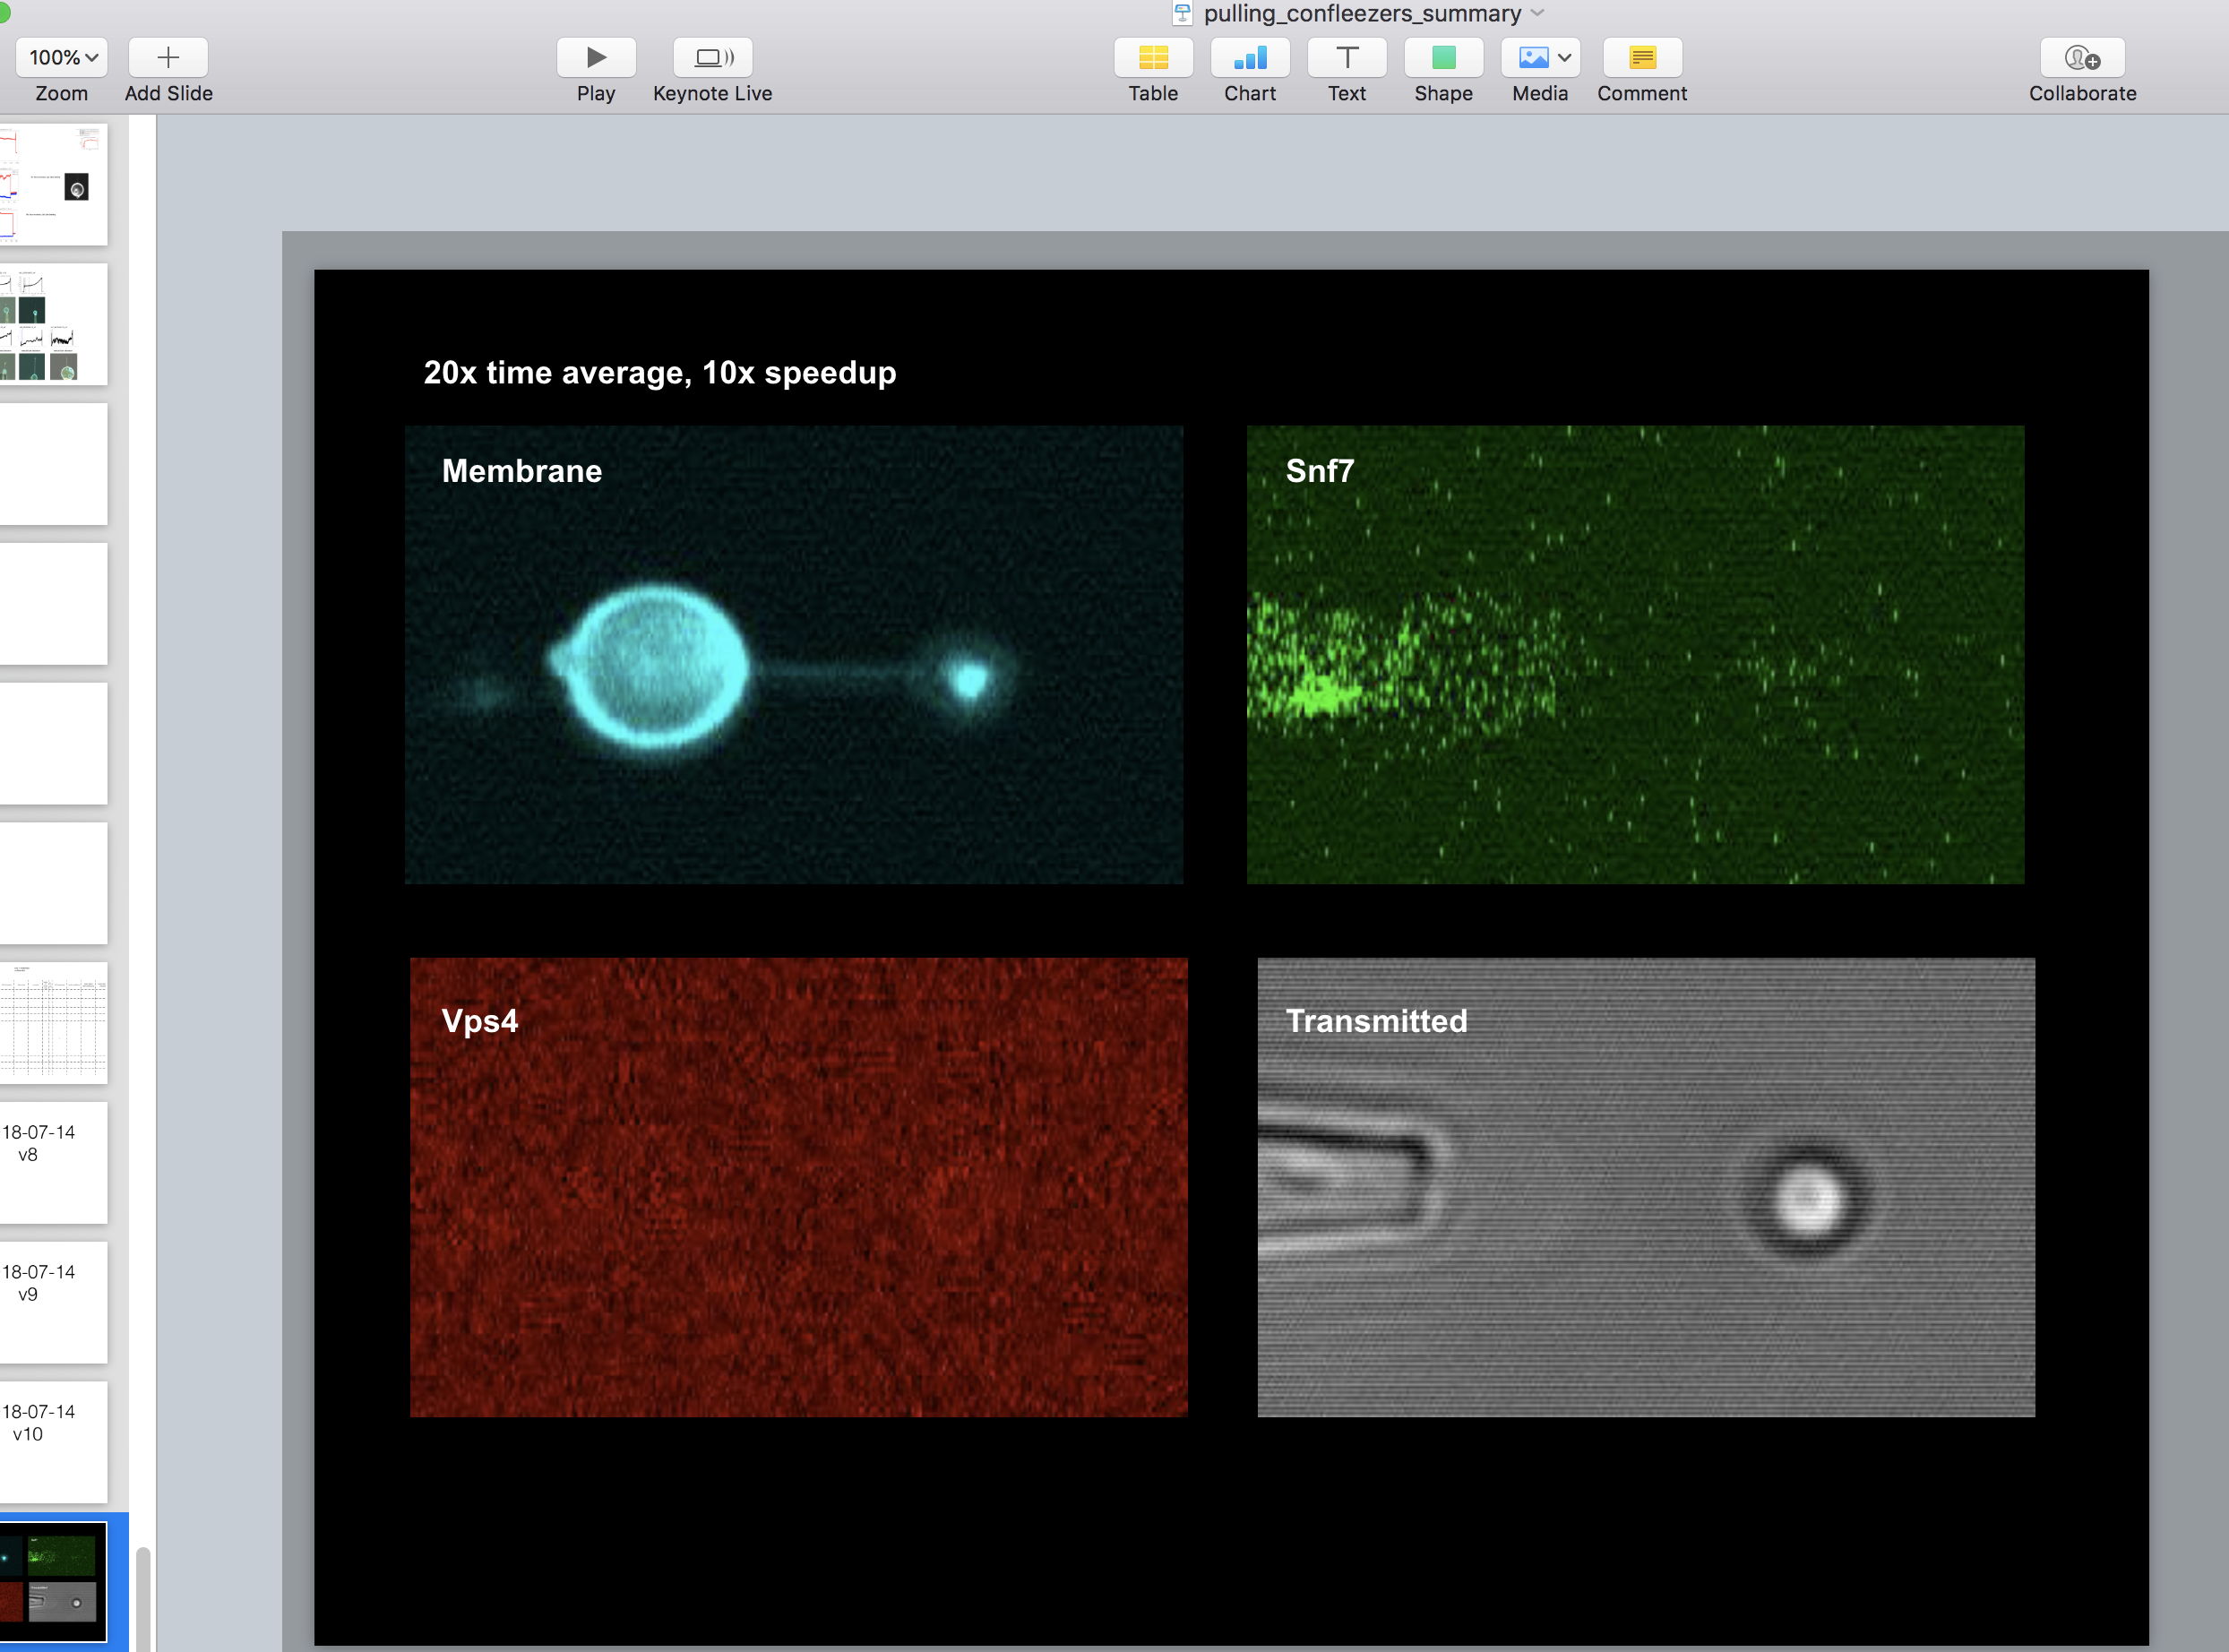 pulling_confleezers_summary
100%
Zoom
Add Slide
Play
Keynote Live
Table
Chart
Text
Shape
Media
Comment
Collaborate
20x time average, 10x speedup
Membrane
Snf7
Vps4
Transmitted
18-07-14
v8
18-07-14
v9
18-07-14
v10